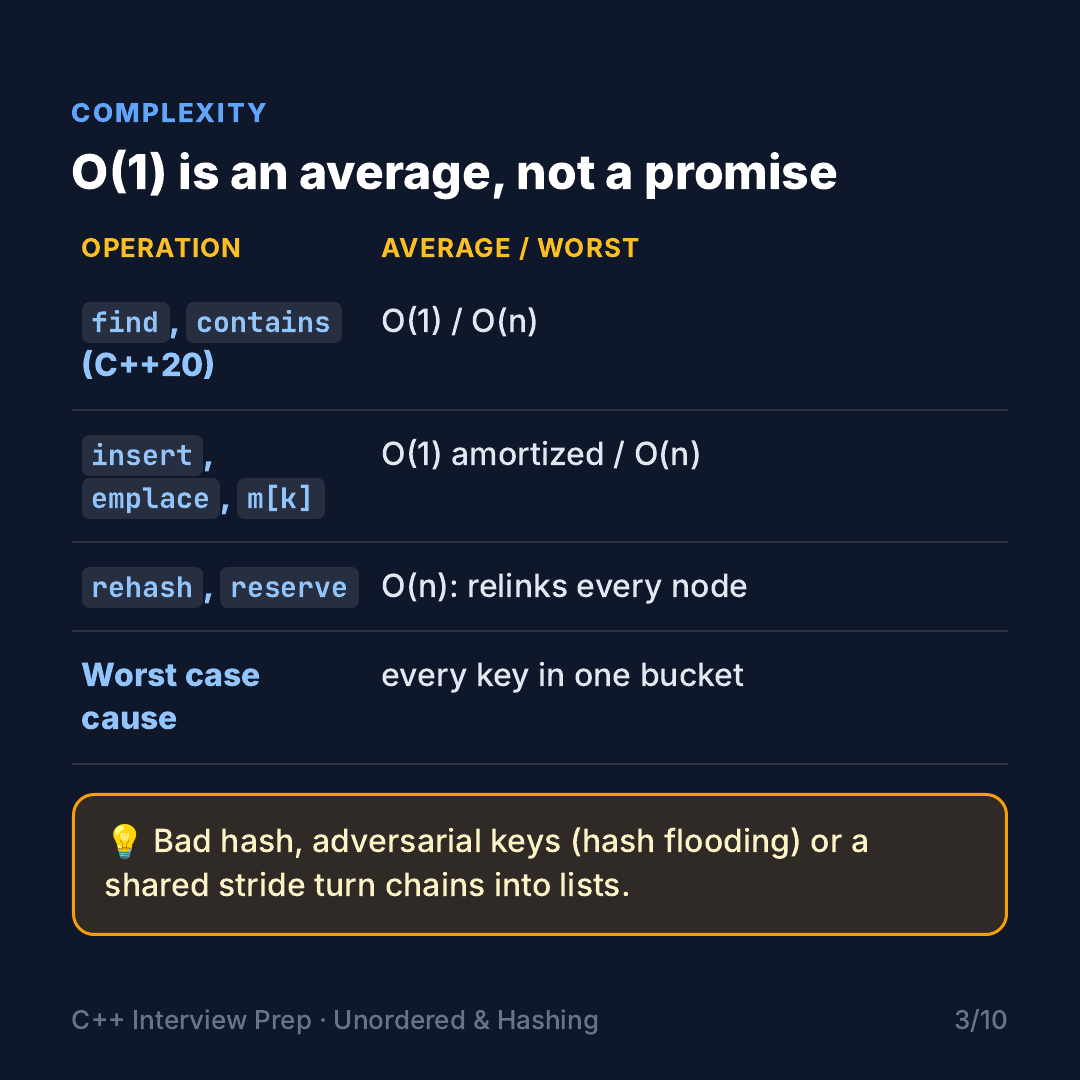 COMPLEXITY
O(1) is an average, not a promise
OPERATION AVERAGE / WORST
find, contains O(1) / O(n)
(C++20)
insert, O(1) amortized / O(n)
emplace, m[k]
rehash, reserve O(n): relinks every node
Worst case every key in one bucket
cause
💡 Bad hash, adversarial keys (hash flooding) or a
shared stride turn chains into lists.
C++ Interview Prep · Unordered & Hashing 3/10